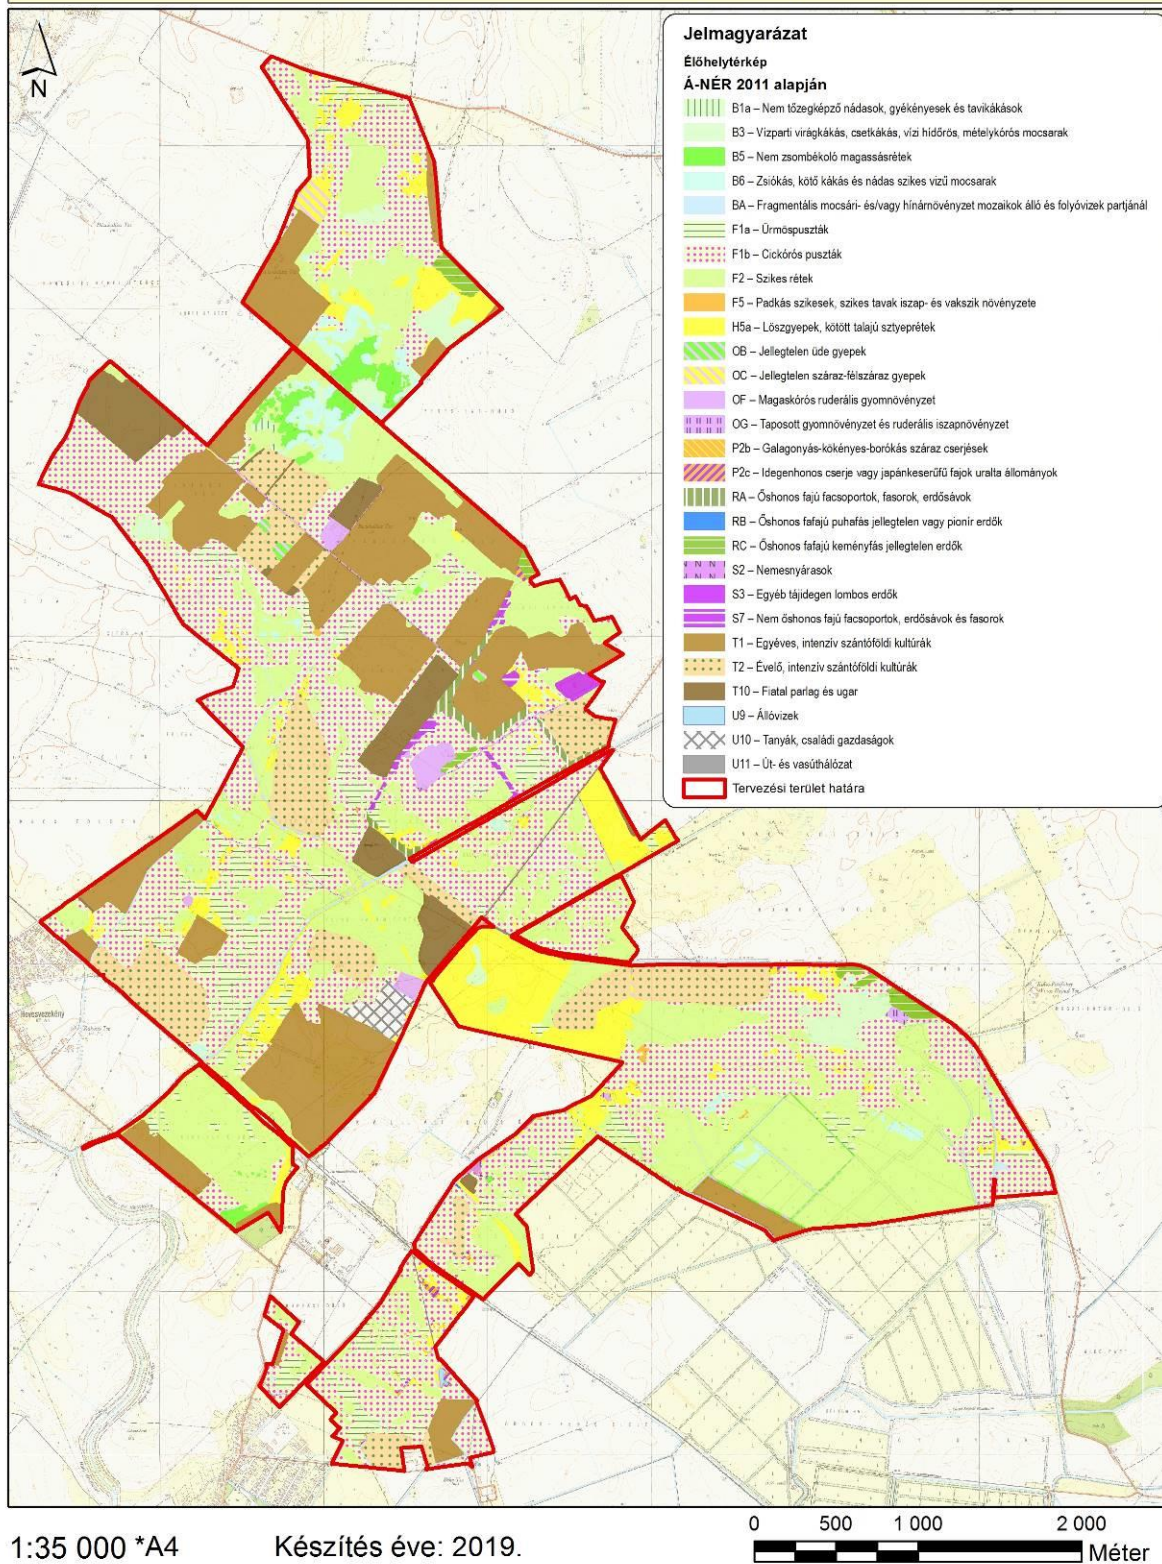 N
Jelmagyarázat
Élőhelytérkép
Á-NÉR 2011 alapján
B1a – Nem tőzegképző nádasok, gyékényesek és tavikákások
B3 – Vízparti virágkákás, csetkákás, vízi hídőrös, mételykórós mocsarak
B5 – Nem zsombékoló magassásrétek
B6 – Zsiókás, kötő kákás és nádas szikes vizű mocsarak
BA – Fragmentális mocsári- és/vagy hínárnövényzet mozaikok álló és folyóvizek partjánál
F1a – Ürmöspuszták
F1b – Cickórós puszták
F2 – Szikes rétek
F5 – Padkás szikesek, szikes tavak iszap- és vakszik növényzete
H5a – Löszgyepek, kötött talajú sztyeprétek
OB – Jellegtelen üde gyepek
OC – Jellegtelen száraz-félszáraz gyepek
OF – Magaskórós ruderális gyomnövényzet
OG – Taposott gyomnövényzet és ruderális iszapnövényzet
P2b – Galagonyás-kökényes-borókás száraz cserjések
P2c – Idegenhonos cserje vagy japánkeserűfű fajok uralta állományok
RA – Őshonos fajú facsoportok, fasorok, erdősávok
RB – Őshonos fafajú puhafás jellegtelen vagy pionír erdők
RC – Őshonos fafajú keményfás jellegtelen erdők
S2 – Nemesnyárasok
S3 – Egyéb tájidegen lombos erdők
S7 – Nem őshonos fajú facsoportok, erdősávok és fasorok
T1 – Egyéves, intenzív szántóföldi kultúrák
T2 – Évelő, intenzív szántóföldi kultúrák
T10 – Fiatal parlag és ugar
U9 – Állóvizek
U10 – Tanyák, családi gazdaságok
U11 – Út- és vasúthálózat
Tervezési terület határa
Hevesvezekény
1:35 000 *A4
Készítés éve: 2019.
0 500 1 000 2 000
Méter